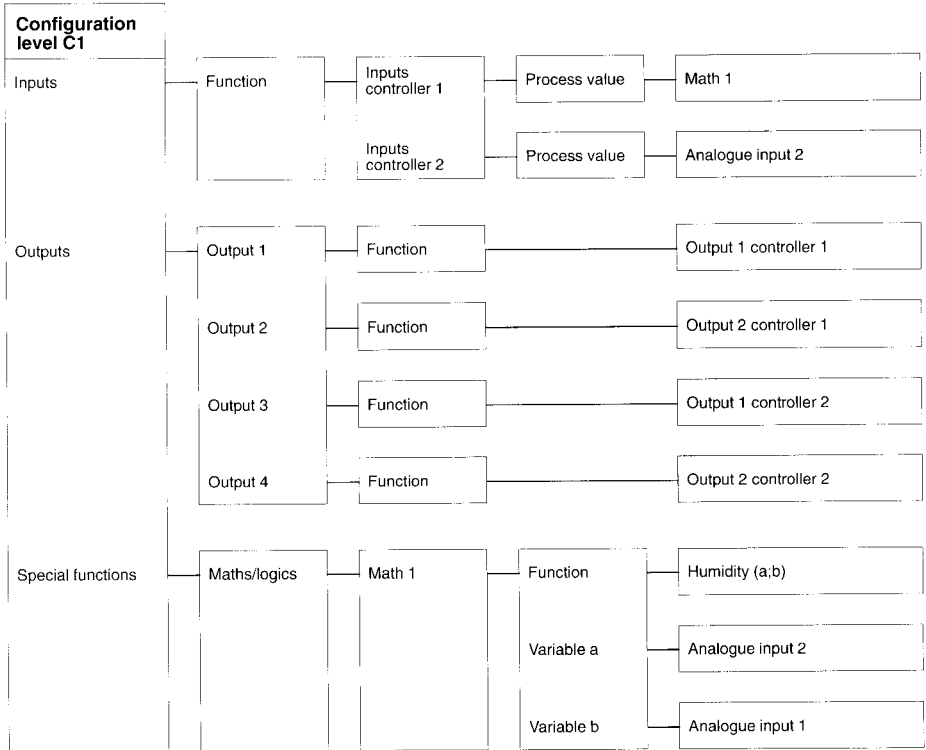 Configuration
level C1
Inputs
Function
Inputs
controller 1
Process value
Math 1
Inputs
controller 2
Process value
Analogue input 2
Outputs
Output 1
Function
Output 1 controller 1
Output 2
Function
Output 2 controller 1
Output 3
Function
Output 1 controller 2
Output 4
Function
Output 2 controller 2
Special functions
Maths/logics
Math 1
Function
Humidity (a;b)
Variable a
Analogue input 2
Variable b
Analogue input 1